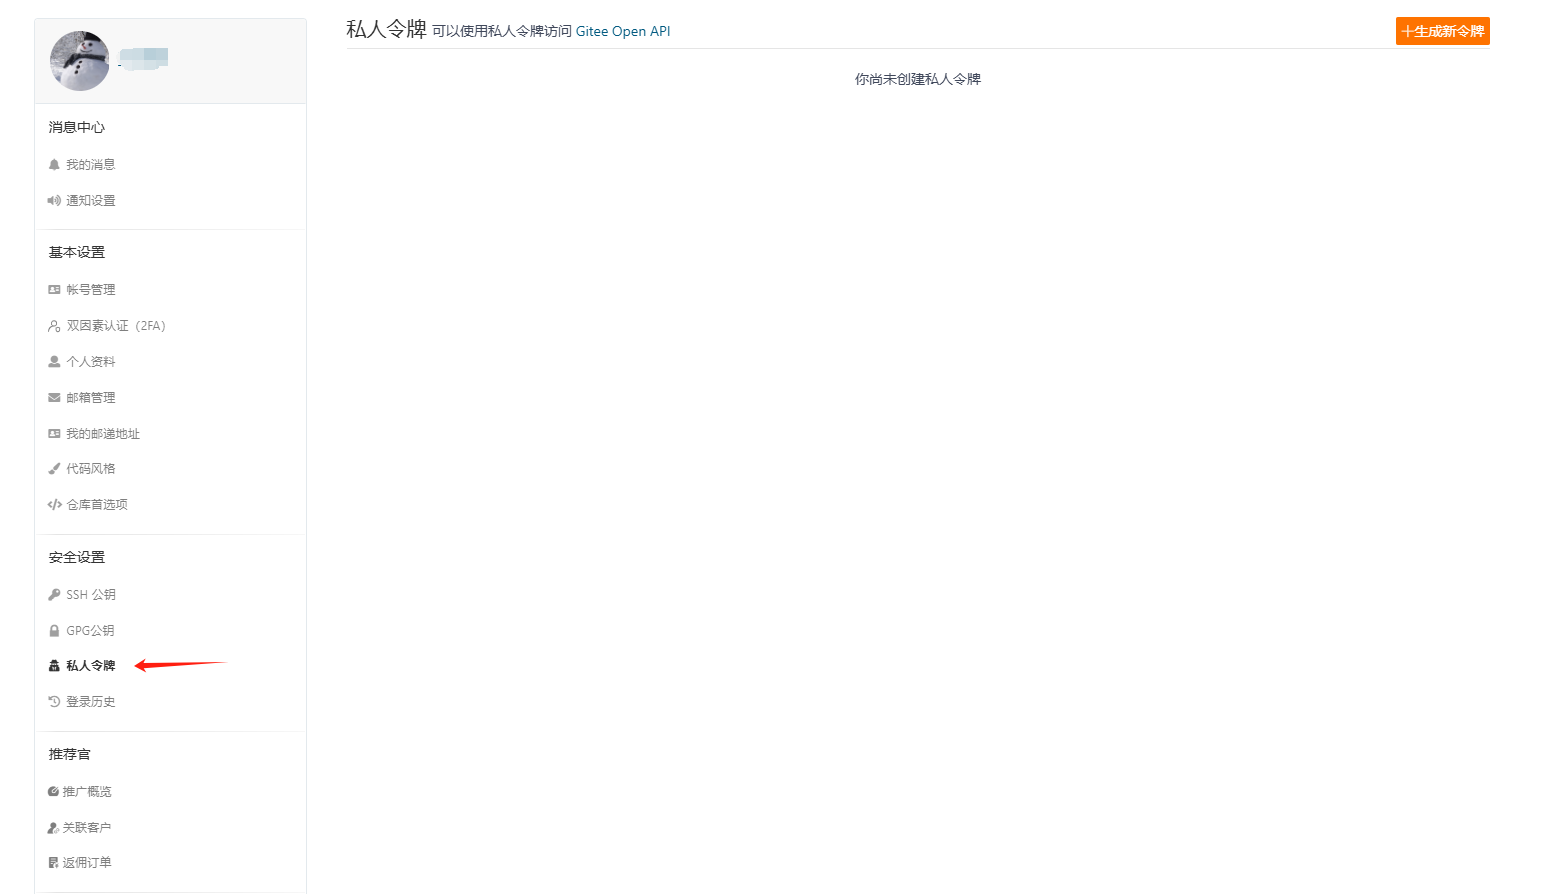 消息中心
我的消息
通知设置
基本设置
帐号管理
双因素认证（2FA）
个人资料
邮箱管理
我的邮递地址
代码风格
仓库首选项
安全设置
SSH 公钥
GPG公钥
私人令牌
登录历史
推荐官
推广概览
关联客户
返佣订单
私人令牌 可以使用私人令牌访问 Gitee Open API
+生成新令牌
你尚未创建私人令牌